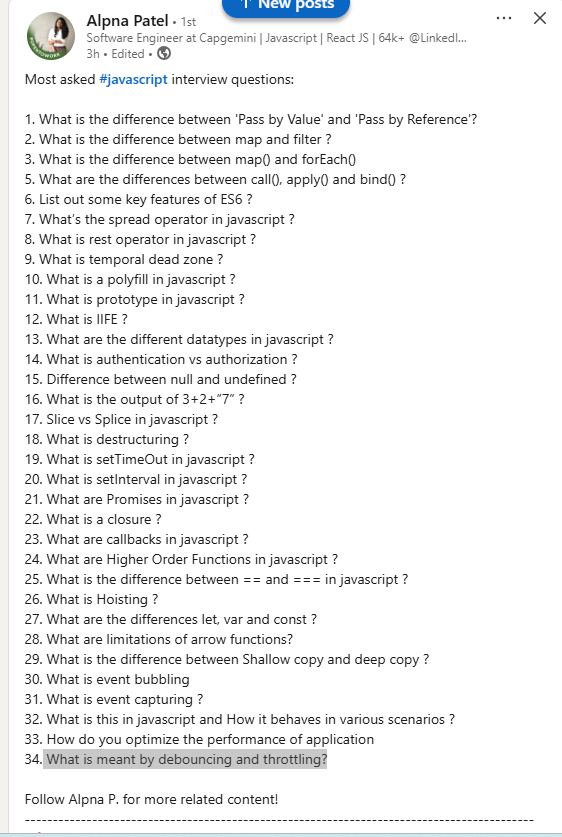 New posts
Alpna Patel • 1st
Software Engineer at Capgemini | Javascript | React JS | 64k+ @LinkedI...
3h • Edited •
Most asked #javascript interview questions:
1. What is the difference between 'Pass by Value' and 'Pass by Reference'?
2. What is the difference between map and filter ?
3. What is the difference between map() and forEach()
5. What are the differences between call(), apply() and bind() ?
6. List out some key features of ES6 ?
7. What's the spread operator in javascript ?
8. What is rest operator in javascript ?
9. What is temporal dead zone ?
10. What is a polyfill in javascript ?
11. What is prototype in javascript ?
12. What is IIFE ?
13. What are the different datatypes in javascript ?
14. What is authentication vs authorization ?
15. Difference between null and undefined ?
16. What is the output of 3+2+"7" ?
17. Slice vs Splice in javascript ?
18. What is destructuring ?
19. What is setTimeOut in javascript ?
20. What is setInterval in javascript ?
21. What are Promises in javascript ?
22. What is a closure ?
23. What are callbacks in javascript ?
24. What are Higher Order Functions in javascript ?
25. What is the difference between == and === in javascript ?
26. What is Hoisting ?
27. What are the differences let, var and const ?
28. What are limitations of arrow functions?
29. What is the difference between Shallow copy and deep copy ?
30. What is event bubbling
31. What is event capturing ?
32. What is this in javascript and How it behaves in various scenarios ?
33. How do you optimize the performance of application
34. What is meant by debouncing and throttling?
Follow Alpna P. for more related content!
-----------------------------------------------------------------------------------------